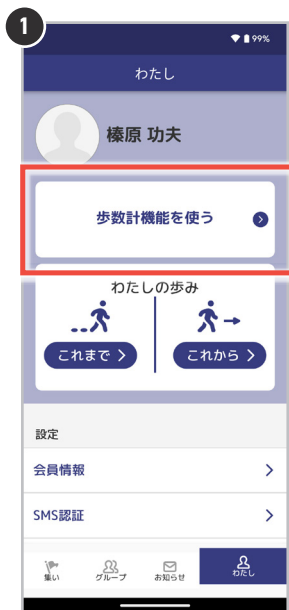 1
99%
わたし
榛原 功夫
歩数計機能を使う
わたしの歩み
これまで
これから
設定
会員情報
SMS認証
集い
グループ
お知らせ
わたし